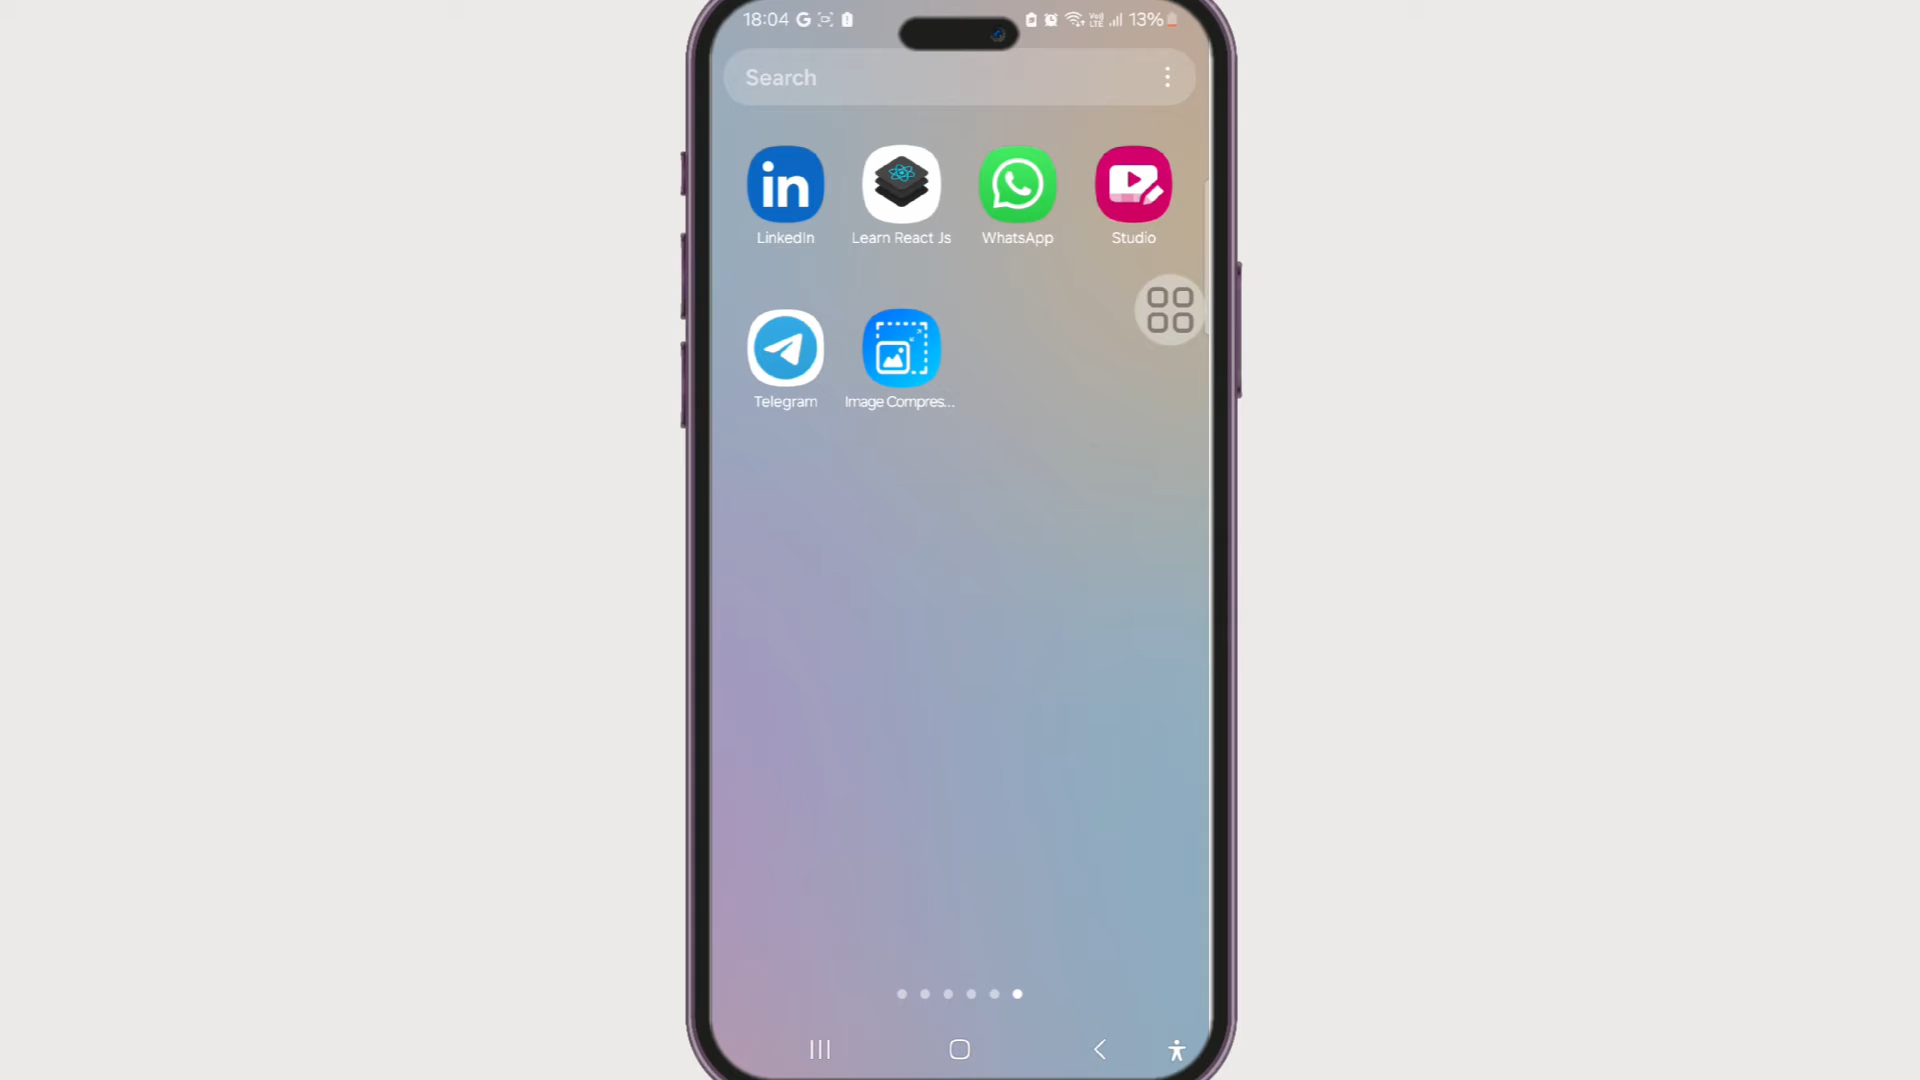 18:04 G 13%
Search
in
LinkedIn Learn React Js WhatsApp Studio
Telegram Image Compres...